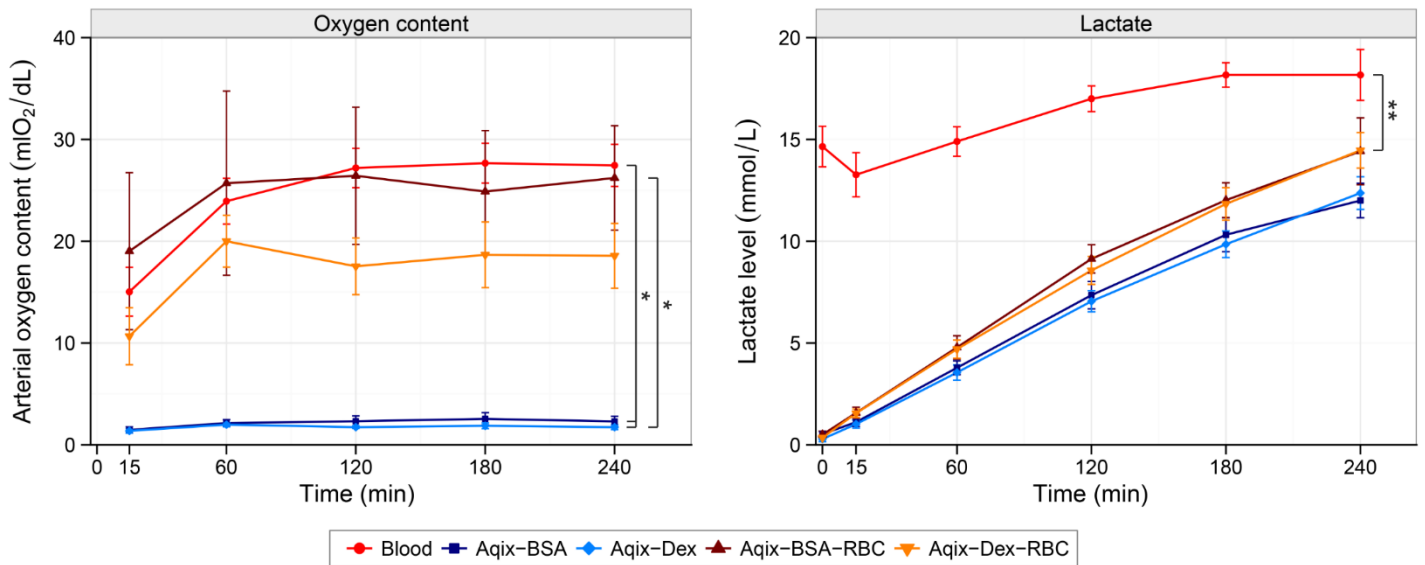 Oxygen content
Arterial oxygen content (mlO₂/dL)
40
30
20
10
0
0 15 60 120 180 240
Time (min)
*
*
Lactate
Lactate level (mmol/L)
20
15
10
5
0
0 15 60 120 180 240
Time (min)
**
Blood Aqix−BSA Aqix−Dex Aqix−BSA−RBC Aqix−Dex−RBC